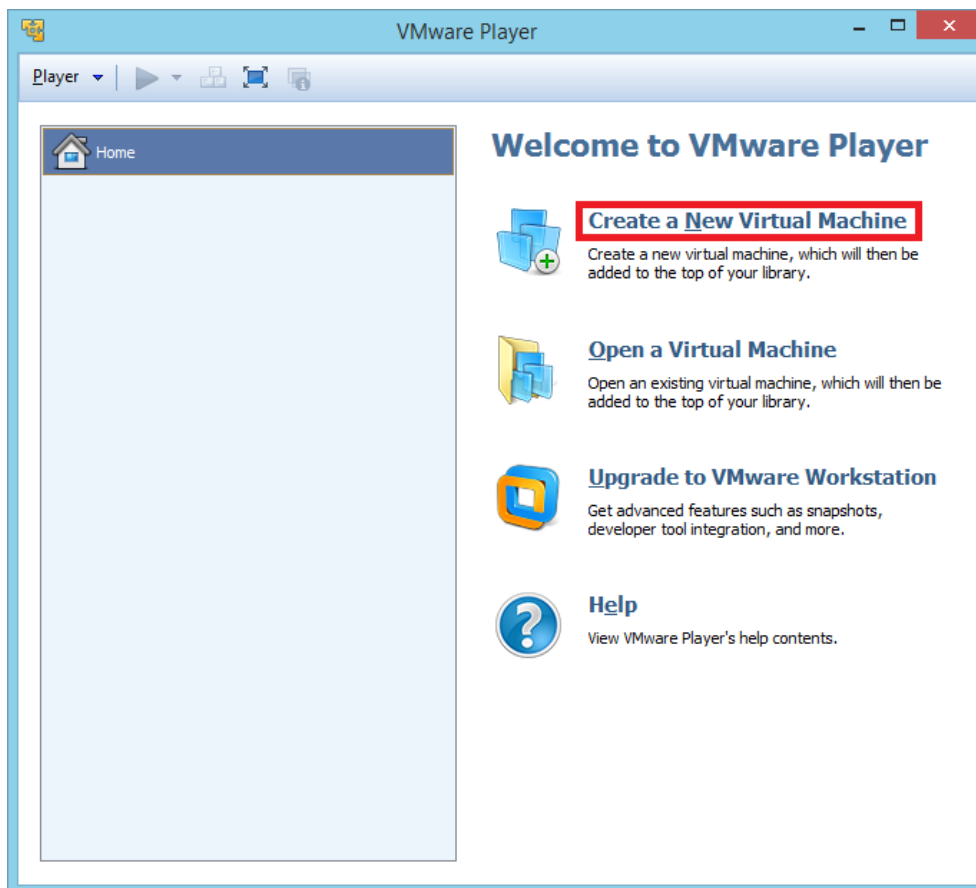 VMware Player
Player
Home
Welcome to VMware Player
Create a New Virtual Machine
Create a new virtual machine, which will then be
added to the top of your library.
Open a Virtual Machine
Open an existing virtual machine, which will then be
added to the top of your library.
Upgrade to VMware Workstation
Get advanced features such as snapshots,
developer tool integration, and more.
Help
View VMware Player's help contents.